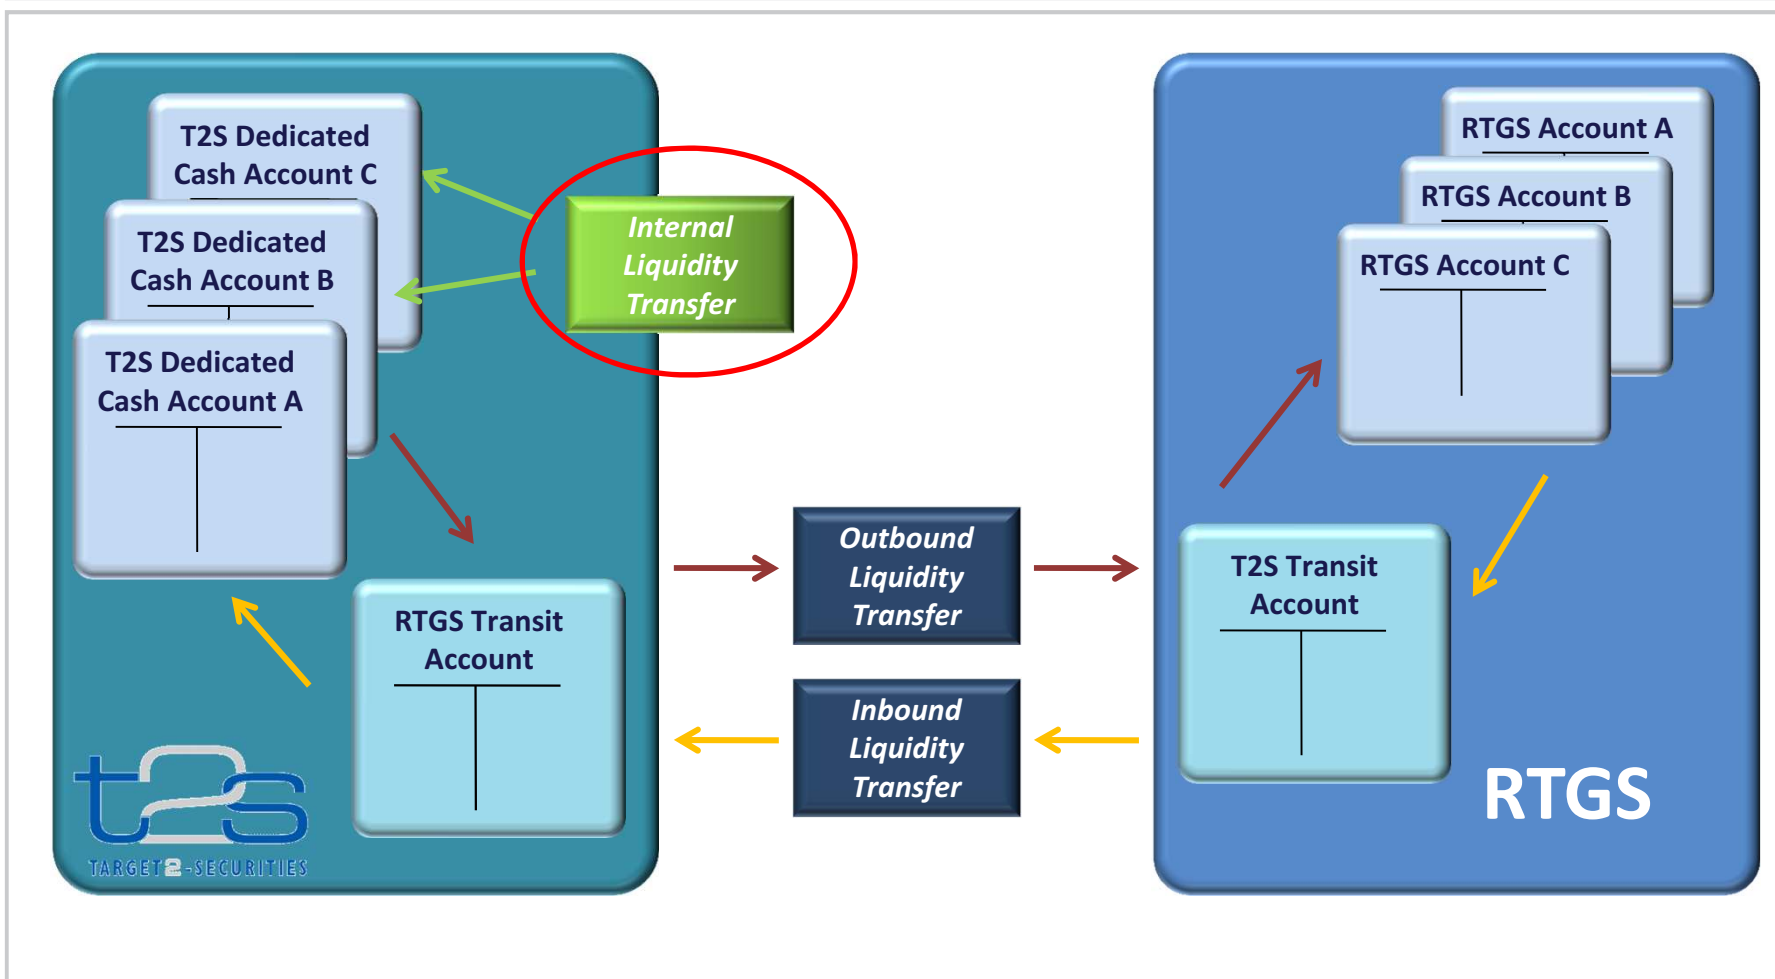 T2S Dedicated
Cash Account C
T2S Dedicated
Cash Account B
T2S Dedicated
Cash Account A
Internal
Liquidity
Transfer
RTGS Account A
RTGS Account B
RTGS Account C
Outbound
Liquidity
Transfer
T2S Transit
Account
RTGS Transit
Account
Inbound
Liquidity
Transfer
RTGS
t2s
TARGET2-SECURITIES